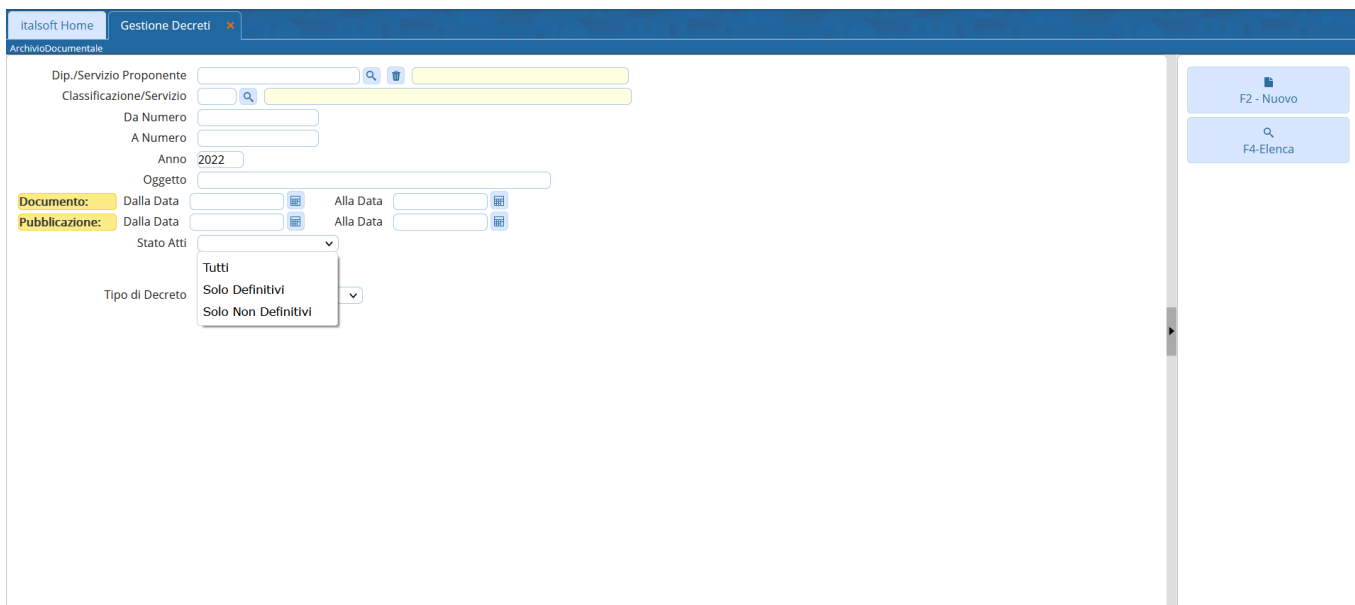 italsoft Home Gestione Decreti ×
ArchivioDocumentale
Dip./Servizio Proponente
F2 - Nuovo
Classificazione/Servizio
Da Numero
A Numero
F4-Elenca
Anno 2022
Oggetto
Documento: Dalla Data Alla Data
Pubblicazione: Dalla Data Alla Data
Stato Atti
Tutti
Solo Definitivi
Tipo di Decreto
Solo Non Definitivi